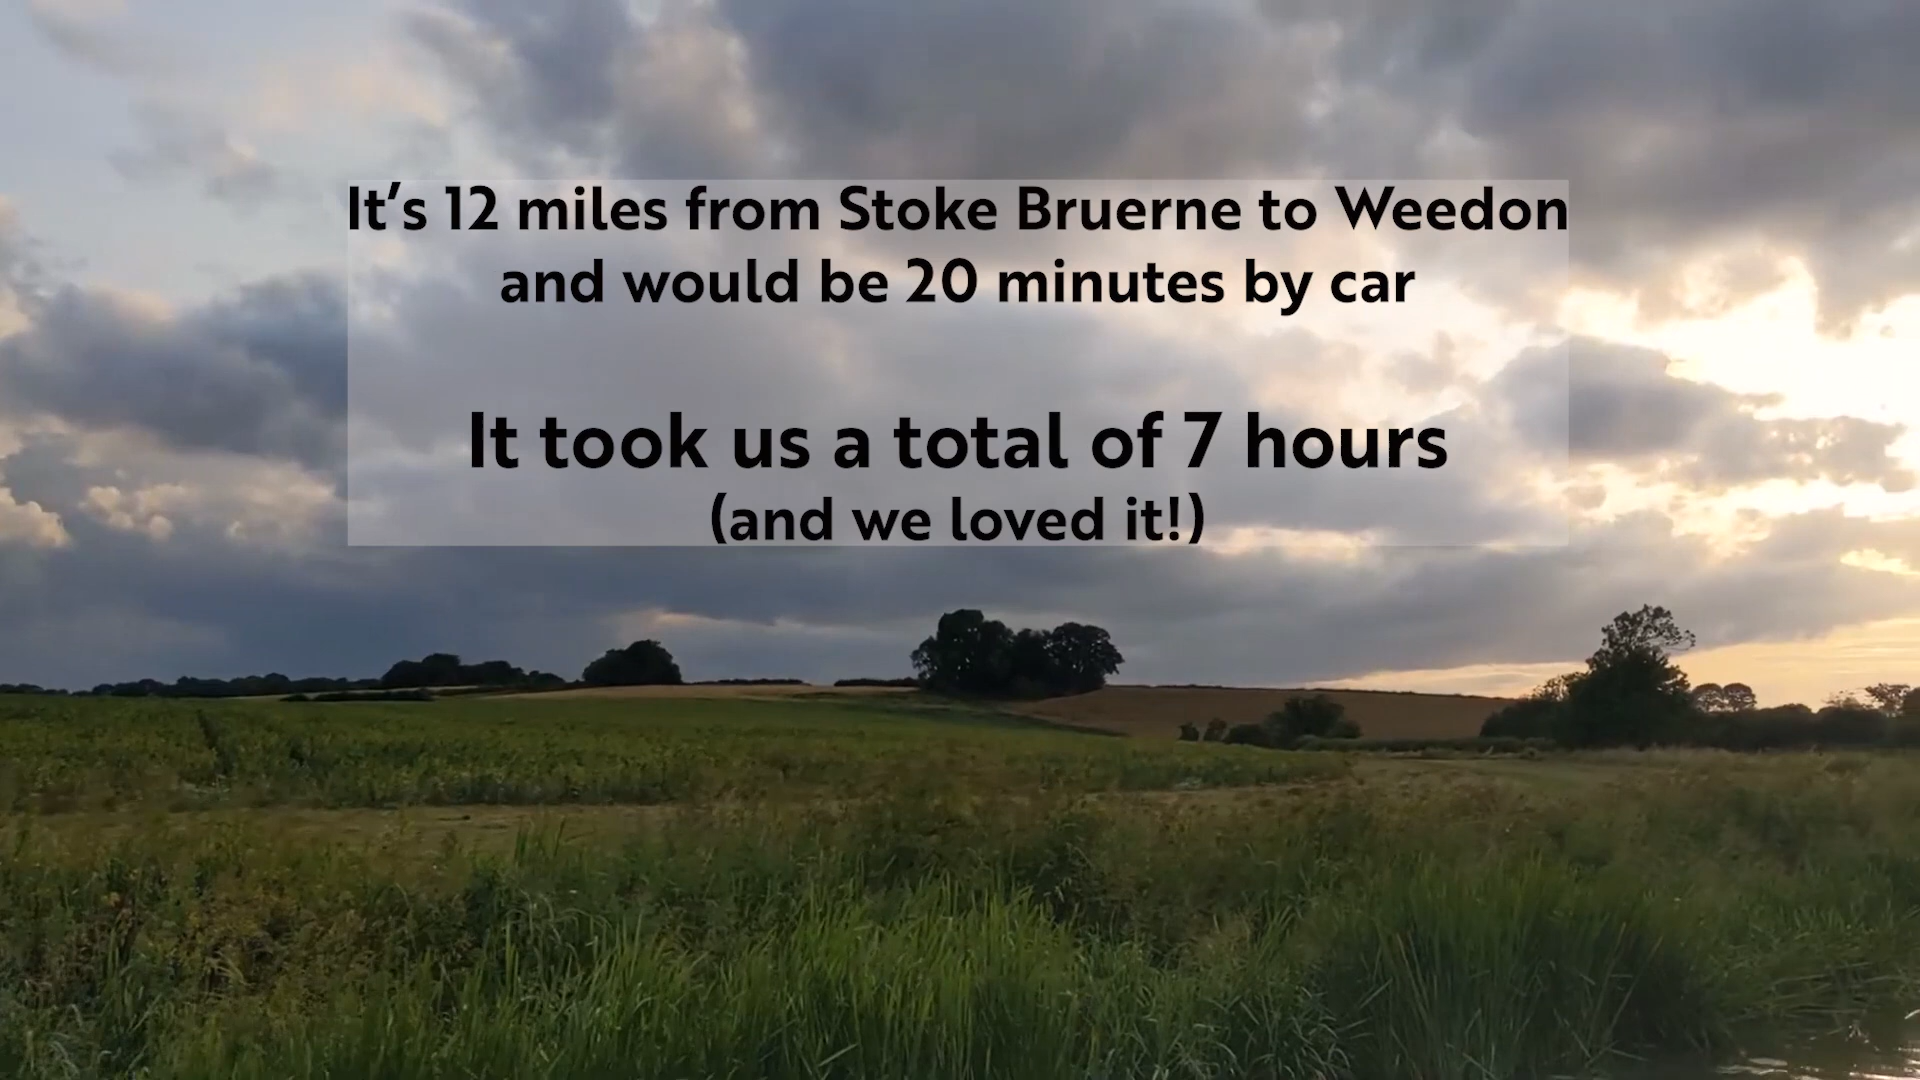 It's 12 miles from Stoke Bruerne to Weedon
and would be 20 minutes by car
It took us a total of 7 hours
(and we loved it!)